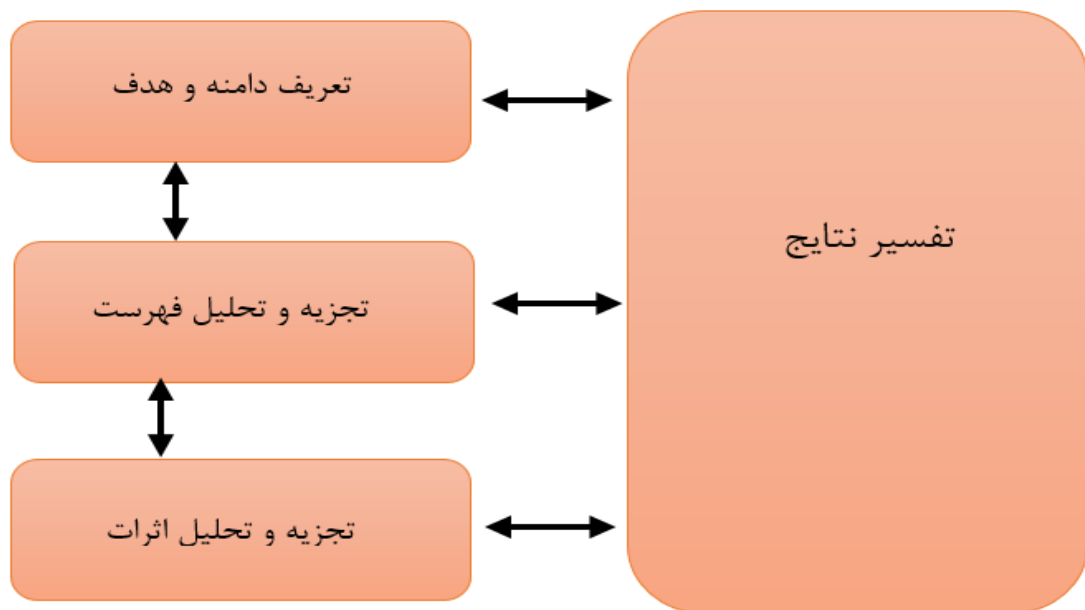 تعریف دامنه و هدف
تفسیر نتایج
تجزیه و تحلیل فهرست
تجزیه و تحلیل اثرات